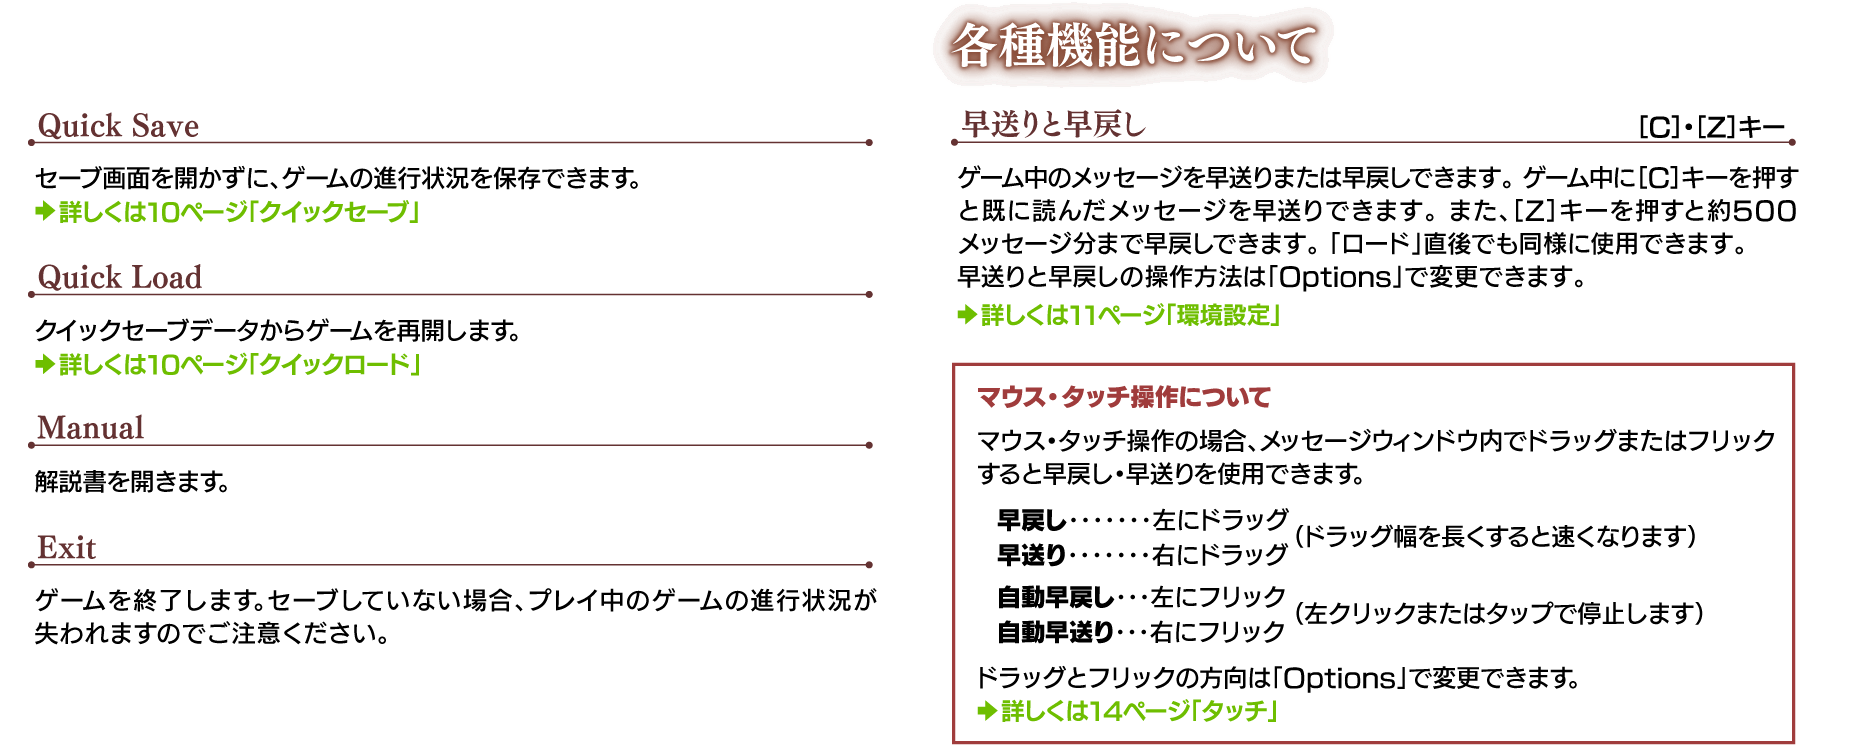 Quick Save
セーブ画面を開かずに、ゲームの進行状況を保存できます。
➡詳しくは10ページ「クイックセーブ」
Quick Load
クイックセーブデータからゲームを再開します。
➡詳しくは10ページ「クイックロード」
Manual
解説書を開きます。
Exit
ゲームを終了します。セーブしていない場合、プレイ中のゲームの進行状況が
失われますのでご注意ください。
各種機能について
早送りと早戻し [C]・[Z]キー
ゲーム中のメッセージを早送りまたは早戻しできます。ゲーム中に[C]キーを押す
と既に読んだメッセージを早送りできます。また、[Z]キーを押すと約500
メッセージ分まで早戻しできます。「ロード」直後でも同様に使用できます。
早送りと早戻しの操作方法は「Options」で変更できます。
➡詳しくは11ページ「環境設定」
マウス・タッチ操作について
マウス・タッチ操作の場合、メッセージウィンドウ内でドラッグまたはフリック
すると早戻し・早送りを使用できます。
早戻し・・・・・・・左にドラッグ
早送り・・・・・・・右にドラッグ
(ドラッグ幅を長くすると速くなります)
自動早戻し・・・左にフリック
自動早送り・・・右にフリック
(左クリックまたはタップで停止します)
ドラッグとフリックの方向は「Options」で変更できます。
➡詳しくは14ページ「タッチ」